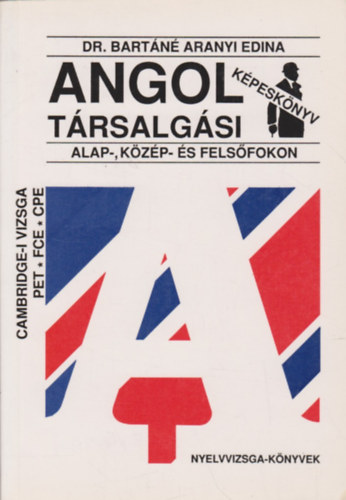 DR. BARTÁNÉ ARANYI EDINA
ANGOL
KÉPESKÖNYV
TÁRSALGÁSI
ALAP-, KÖZÉP- ÉS FELSŐFOKON
CAMBRIDGE-I VIZSGA
PET ★ FCE ★ CPE
A
NYELVVIZSGA-KÖNYVEK